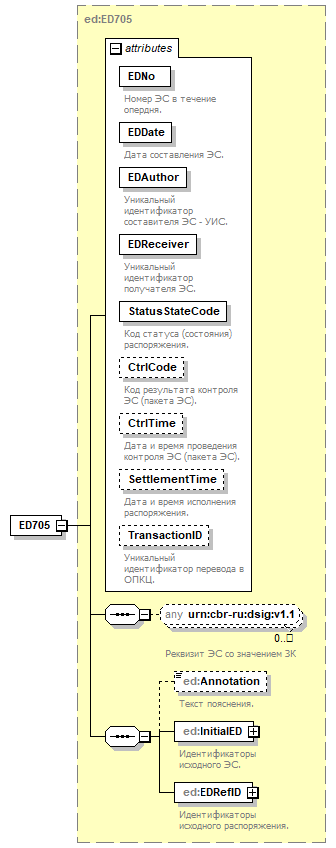 ed:ED705
attributes
EDNo
Номер ЭС в течение
опердня.
EDDate
Дата составления ЭС.
EDAuthor
Уникальный
идентификатор
составителя ЭС - УИС.
EDReceiver
Уникальный
идентификатор
получателя ЭС.
StatusStateCode
Код статуса (состояния)
распоряжения.
CtrlCode
Код результата контроля
ЭС (пакета ЭС).
CtrlTime
Дата и время проведения
контроля ЭС (пакета ЭС).
SettlementTime
Дата и время исполнения
распоряжения.
TransactionID
Уникальный
идентификатор перевода в
ОПКЦ.
ED705
any urn:cbr-ru:dsig:v1.1
0..
Реквизит ЭС со значением ЗК
ed:Annotation
Текст пояснения.
ed:InitialED
Идентификаторы
исходного ЭС.
ed:EDRefID
Идентификаторы
исходного распоряжения.